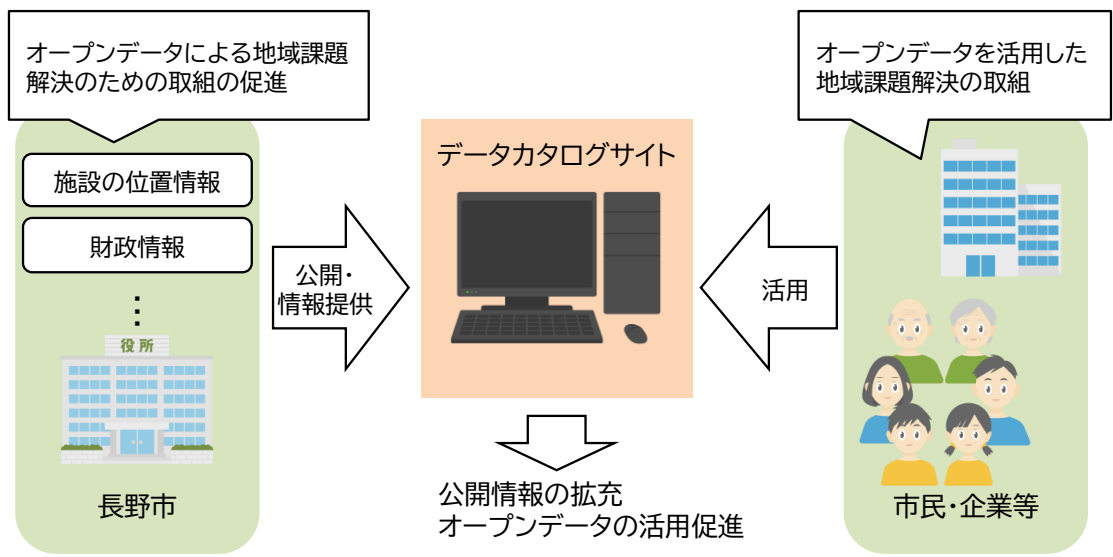 オープンデータによる地域課題
解決のための取組の促進
施設の位置情報
財政情報
⋮
役所
長野市
公開・
情報提供
データカタログサイト
公開情報の拡充
オープンデータの活用促進
活用
オープンデータを活用した
地域課題解決の取組
市民・企業等